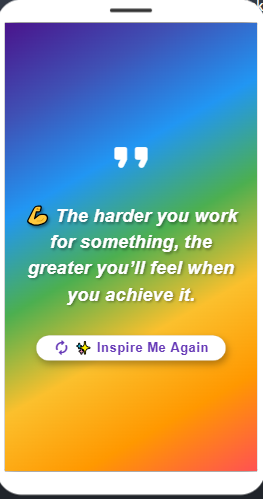 ”
💪 The harder you work
for something, the
greater you’ll feel when
you achieve it.
✨ Inspire Me Again